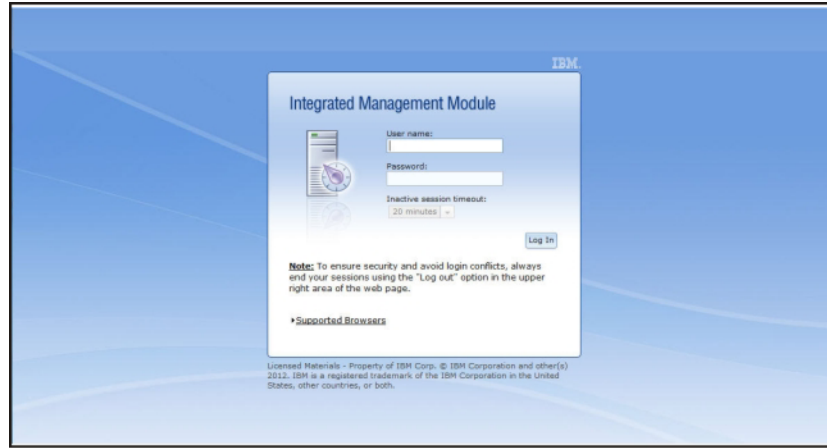 IBM.
Integrated Management Module
User name:
Password:
Inactive session timeout:
20 minutes
Log In
Note: To ensure security and avoid login conflicts, always
end your sessions using the "Log out" option in the upper
right area of the web page.
Supported Browsers
Licensed Materials - Property of IBM Corp. © IBM Corporation and other(s)
2012. IBM is a registered trademark of the IBM Corporation in the United
States, other countries, or both.